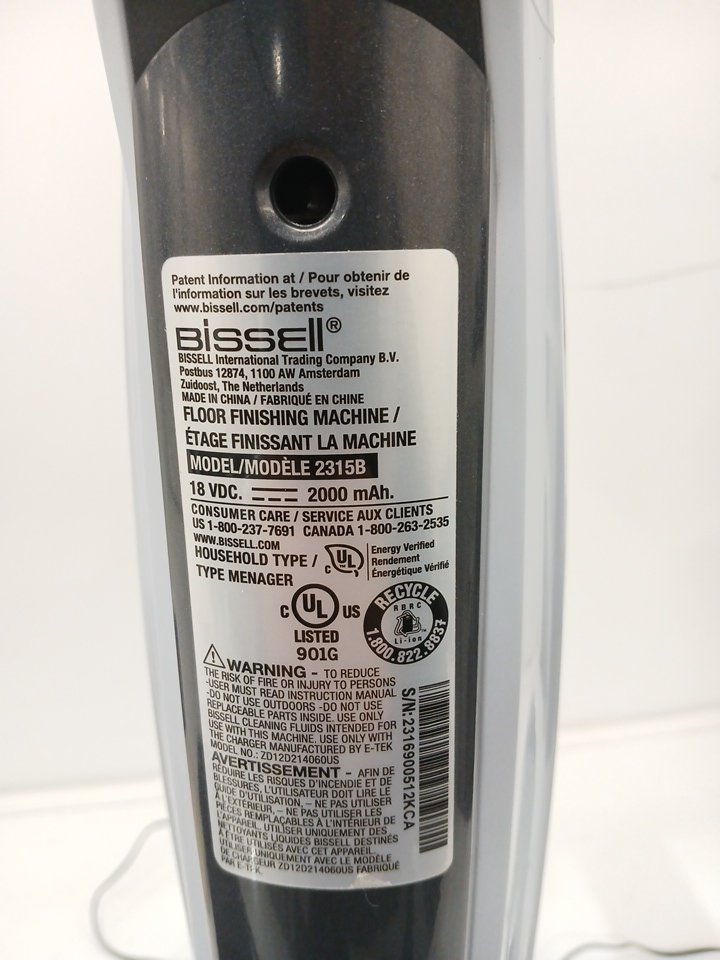 Patent Information at / Pour obtenir de
l'information sur les brevets, visitez
www.bissell.com/patents
BISSELL®
BISSELL International Trading Company B.V.
Postbus 12874, 1100 AW Amsterdam
Zuidoost, The Netherlands
MADE IN CHINA / FABRIQUÉ EN CHINE
FLOOR FINISHING MACHINE /
ÉTAGE FINISSANT LA MACHINE
MODEL/MODÈLE 2315B
18 VDC. 2000 mAh.
CONSUMER CARE / SERVICE AUX CLIENTS
US 1-800-237-7691 CANADA 1-800-263-2535
WWW.BISSELL.COM
HOUSEHOLD TYPE /
TYPE MENAGER
C UL
Energy Verified
Rendement
Énergétique Vérifié
C UL US
LISTED
901G
RECYCLE
RBRC
Li-ion
1.800.822.8837
WARNING - TO REDUCE
THE RISK OF FIRE OR INJURY TO PERSONS
-USER MUST READ INSTRUCTION MANUAL
-DO NOT USE OUTDOORS -DO NOT USE
REPLACEABLE PARTS INSIDE. USE ONLY
BISSELL CLEANING FLUIDS INTENDED FOR
USE WITH THIS MACHINE. USE ONLY WITH
THE CHARGER MANUFACTURED BY E-TEK
MODEL NO.: ZD12D214060US
AVERTISSEMENT - AFIN DE
RÉDUIRE LES RISQUES D'INCENDIE ET DE
BLESSURES, L'UTILISATEUR DOIT LIRE LE
GUIDE D'UTILISATION, – NE PAS UTILISER
À L'EXTÉRIEUR, – NE PAS UTILISER LES
PIÈCES REMPLAÇABLES À L'INTÉRIEUR DE
L'APPAREIL. UTILISER UNIQUEMENT DES
NETTOYANTS LIQUIDES BISSELL DESTINÉS
À ÊTRE UTILISÉS AVEC CET APPAREIL.
UTILISER UNIQUEMENT AVEC LE MODÈLE
DE CHARGEUR ZD12D214060US FABRIQUÉ
PAR E-TEK.
S/N:2316900512KCA